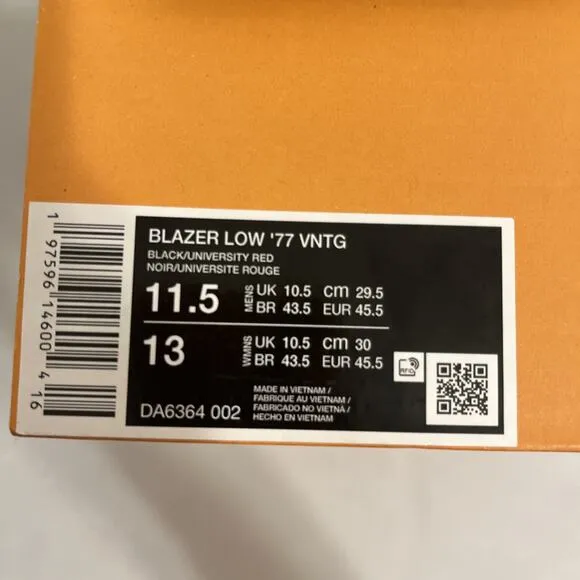 BLAZER LOW '77 VNTG
BLACK/UNIVERSITY RED
NOIR/UNIVERSITE ROUGE
11.5 MENS UK 10.5 cm 29.5
BR 43.5 EUR 45.5
13 WMNS UK 10.5 cm 30
BR 43.5 EUR 45.5
MADE IN VIETNAM /
FABRIQUE AU VIETNAM /
FABRICADO NO VIETNÃ /
HECHO EN VIETNAM
DA6364 002
RFID
1 97596 14600 4 16